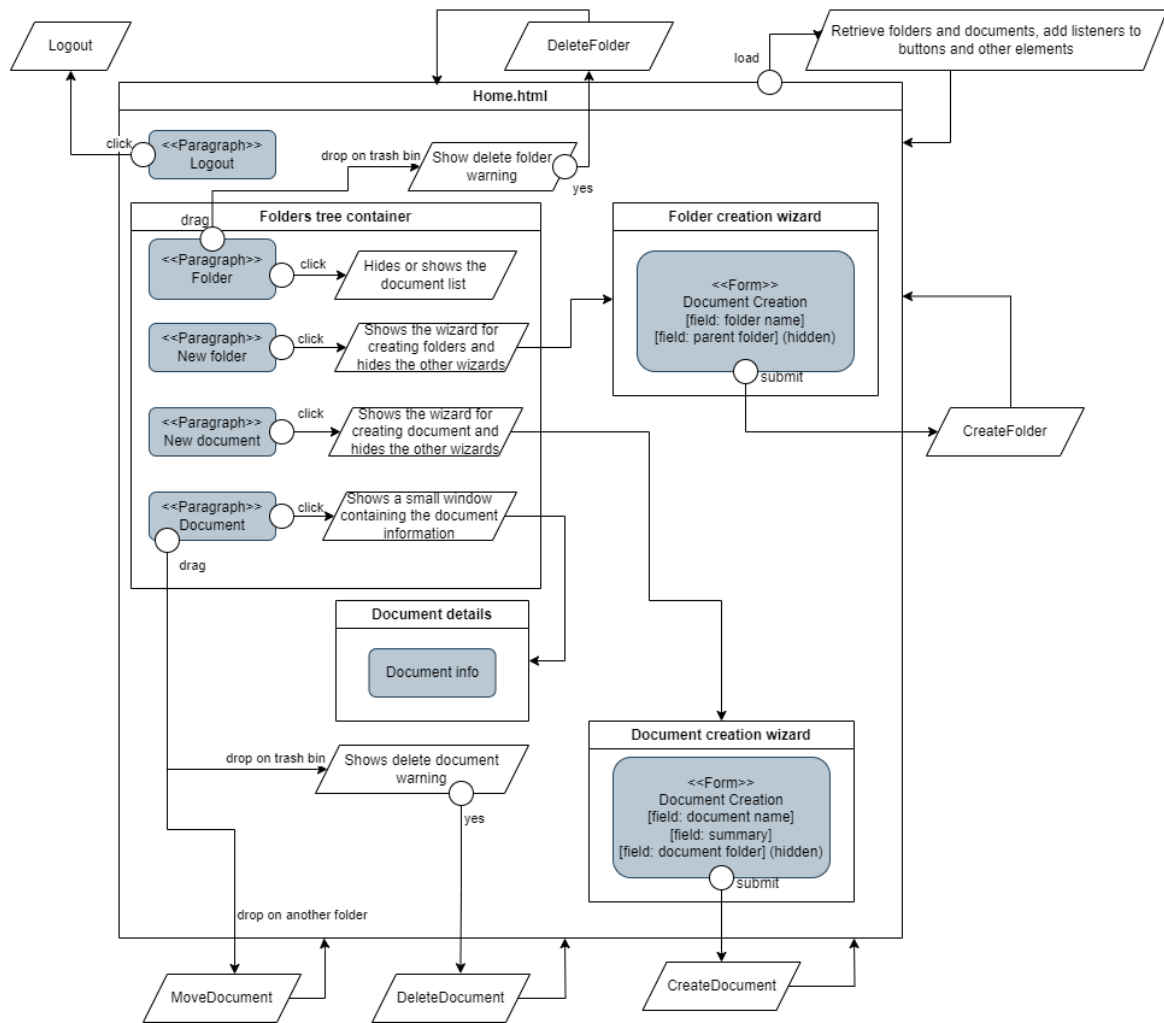 Logout
DeleteFolder
Retrieve folders and documents, add listeners to
buttons and other elements
load
Home.html
click
<<Paragraph>>
Logout
drop on trash bin
Show delete folder
warning
yes
drag
Folders tree container
<<Paragraph>>
Folder
click
Hides or shows the
document list
<<Paragraph>>
New folder
click
Shows the wizard for
creating folders and
hides the other wizards
<<Paragraph>>
New document
click
Shows the wizard for
creating document and
hides the other wizards
<<Paragraph>>
Document
click
Shows a small window
containing the document
information
drag
Folder creation wizard
<<Form>>
Document Creation
[field: folder name]
[field: parent folder] (hidden)
submit
CreateFolder
Document details
Document info
drop on trash bin
Shows delete document
warning
yes
Document creation wizard
<<Form>>
Document Creation
[field: document name]
[field: summary]
[field: document folder] (hidden)
submit
drop on another folder
MoveDocument
DeleteDocument
CreateDocument